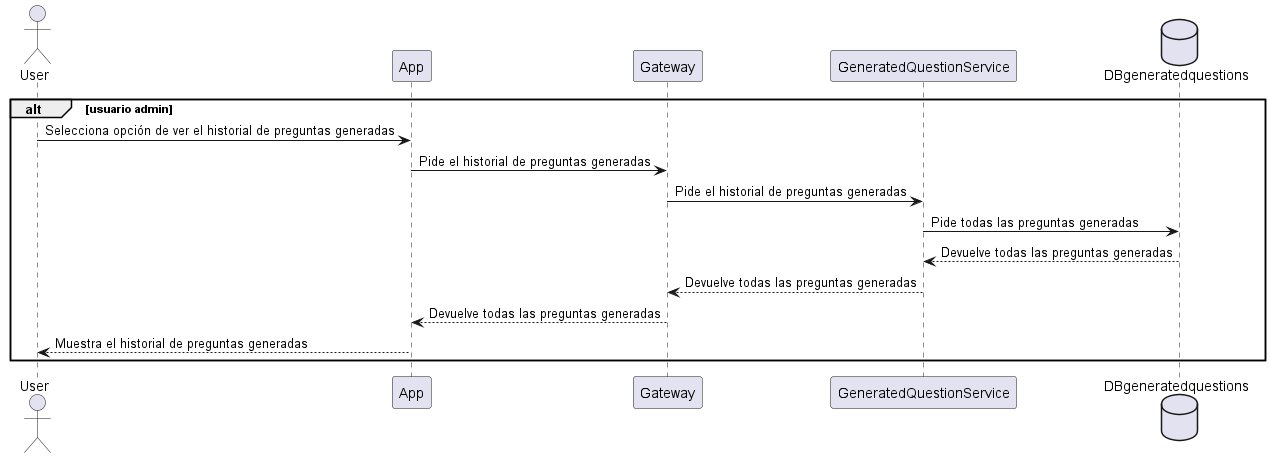 User
App
Gateway
GeneratedQuestionService
DBgeneratedquestions
alt
[usuario admin]
Selecciona opción de ver el historial de preguntas generadas
Pide el historial de preguntas generadas
Pide el historial de preguntas generadas
Pide todas las preguntas generadas
Devuelve todas las preguntas generadas
Devuelve todas las preguntas generadas
Devuelve todas las preguntas generadas
Muestra el historial de preguntas generadas
User
App
Gateway
GeneratedQuestionService
DBgeneratedquestions